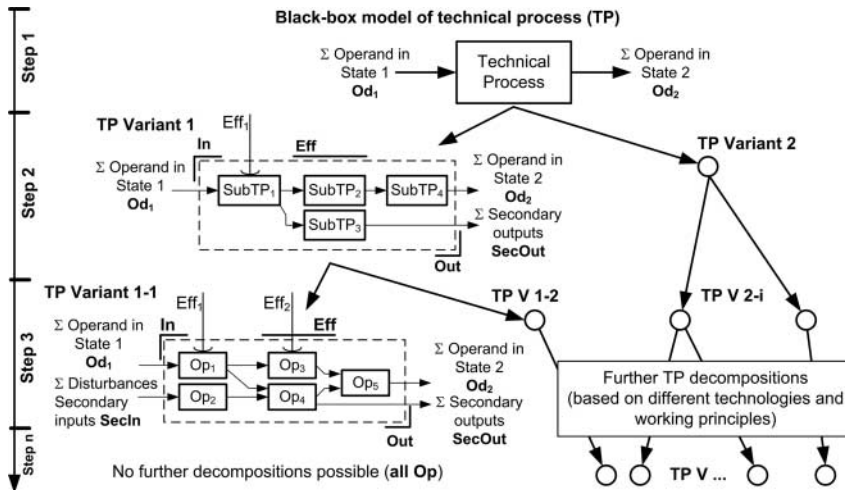 Black-box model of technical process (TP)
Step 1
Σ Operand in
State 1
Od₁
Technical
Process
Σ Operand in
State 2
Od₂
Step 2
TP Variant 1
Eff₁
In
Eff
Σ Operand in
State 1
Od₁
SubTP₁
SubTP₂
SubTP₄
SubTP₃
Σ Operand in
State 2
Od₂
Σ Secondary
outputs
SecOut
Out
TP Variant 2
Step 3
TP Variant 1-1
Eff₁
Eff₂
In
Eff
Σ Operand in
State 1
Od₁
Σ Disturbances
Secondary
inputs SecIn
Op₁
Op₃
Op₅
Op₂
Op₄
Σ Operand in
State 2
Od₂
Σ Secondary
outputs
SecOut
Out
TP V 1-2
TP V 2-i
Further TP decompositions
(based on different technologies and
working principles)
Step n
No further decompositions possible (all Op)
TP V ...